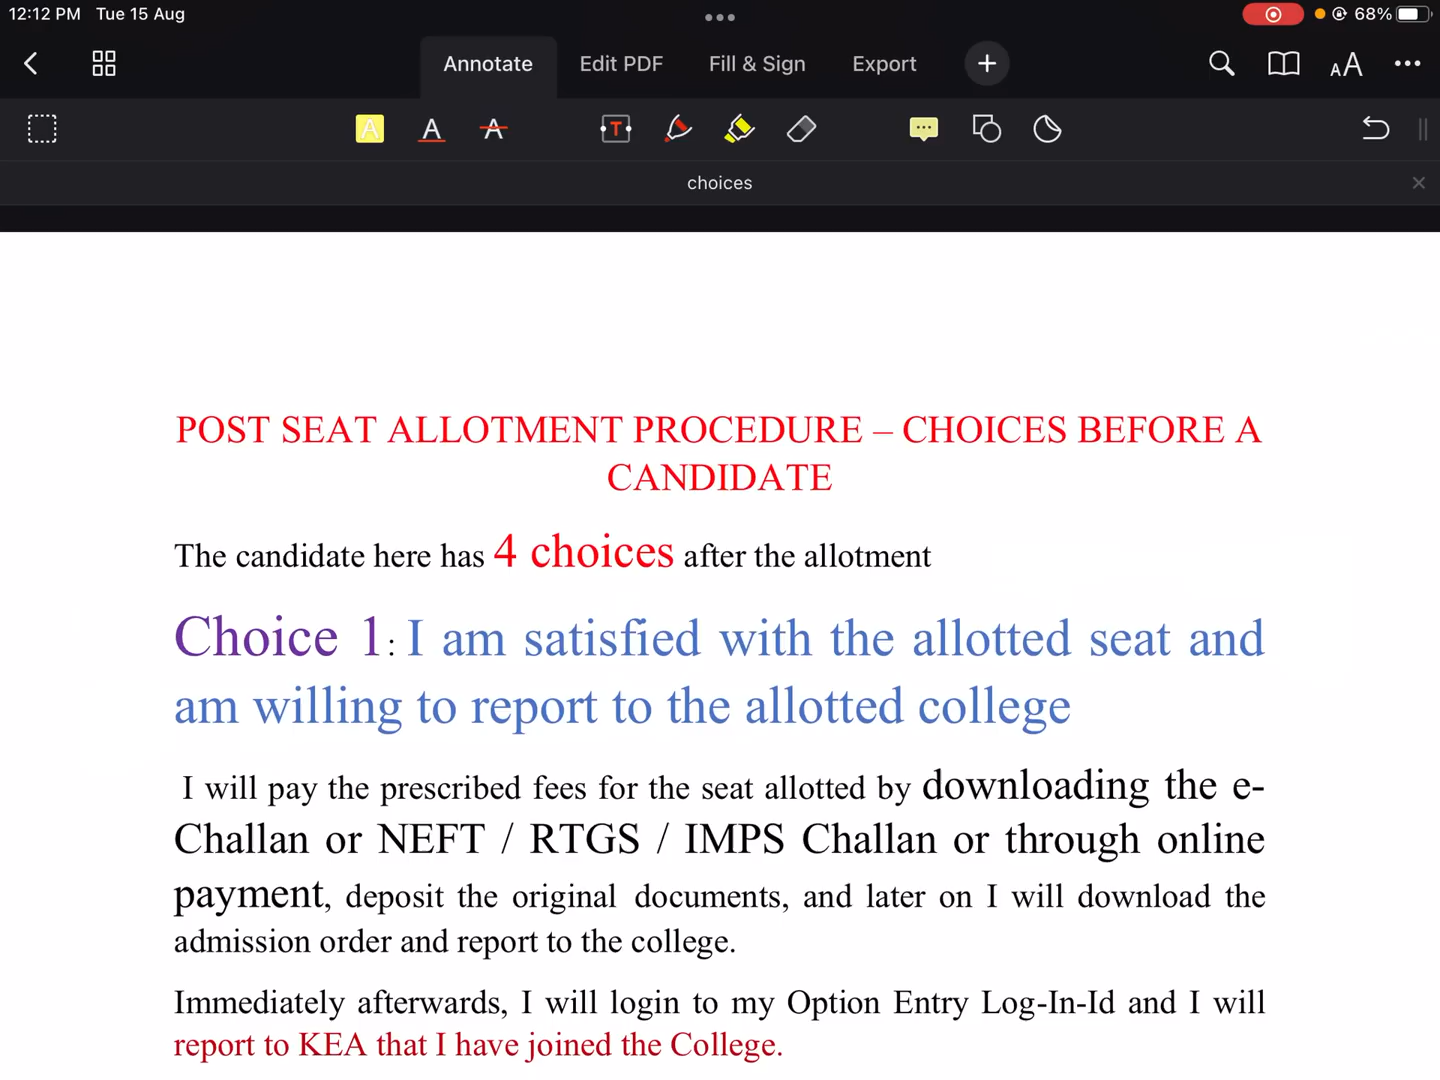 12:12 PM Tue 15 Aug
68%
Annotate Edit PDF Fill & Sign Export
A A T AA
choices
POST SEAT ALLOTMENT PROCEDURE – CHOICES BEFORE A
CANDIDATE
The candidate here has 4 choices after the allotment
Choice 1: I am satisfied with the allotted seat and
am willing to report to the allotted college
I will pay the prescribed fees for the seat allotted by downloading the e-
Challan or NEFT / RTGS / IMPS Challan or through online
payment, deposit the original documents, and later on I will download the
admission order and report to the college.
Immediately afterwards, I will login to my Option Entry Log-In-Id and I will
report to KEA that I have joined the College.